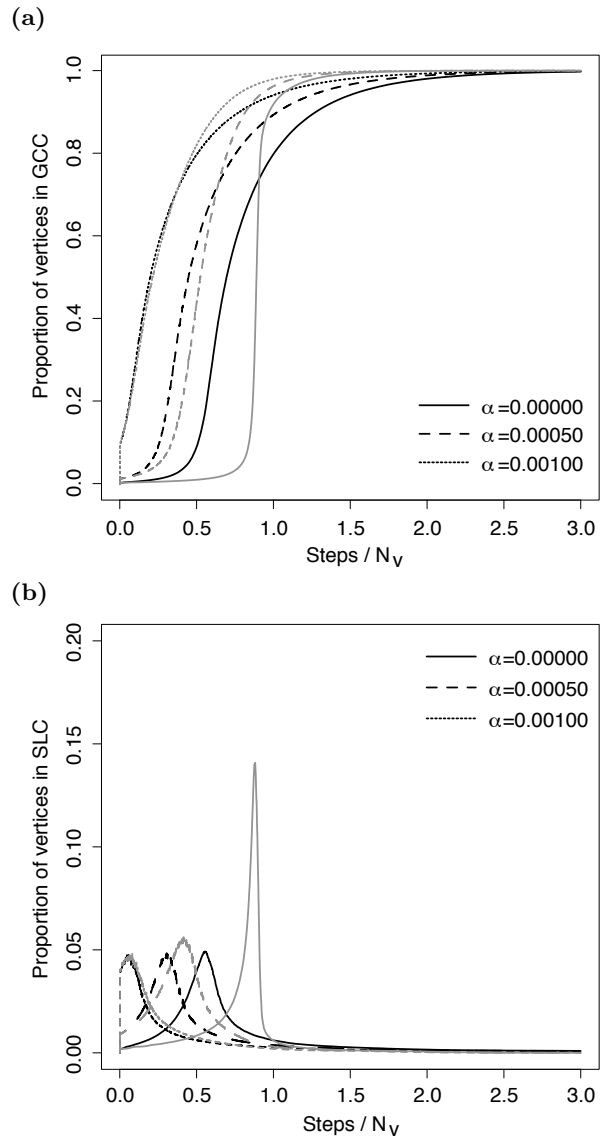 (a)
1.0
0.8
0.6
0.4
0.2
0.0
Proportion of vertices in GCC
α=0.00000
α=0.00050
α=0.00100
0.0 0.5 1.0 1.5 2.0 2.5 3.0
Steps / NV
(b)
0.20
0.15
0.10
0.05
0.00
Proportion of vertices in SLC
α=0.00000
α=0.00050
α=0.00100
0.0 0.5 1.0 1.5 2.0 2.5 3.0
Steps / NV